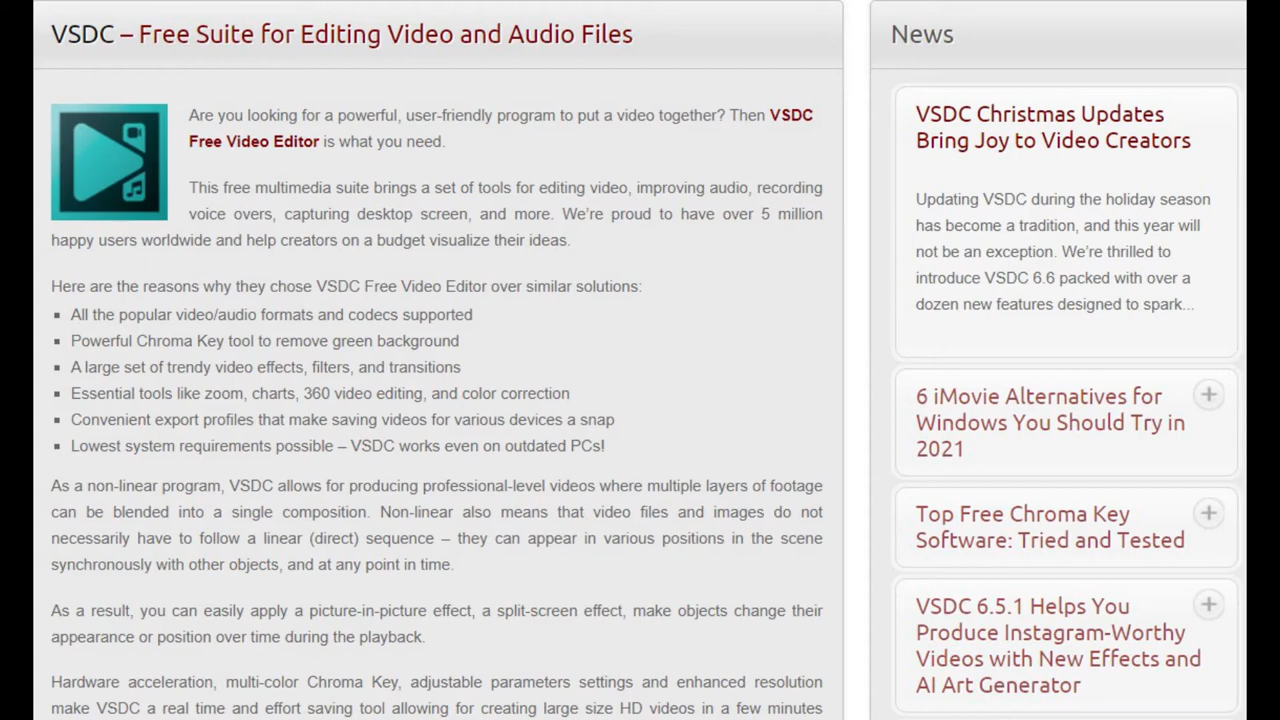 VSDC – Free Suite for Editing Video and Audio Files
Are you looking for a powerful, user-friendly program to put a video together? Then VSDC
Free Video Editor is what you need.
This free multimedia suite brings a set of tools for editing video, improving audio, recording
voice overs, capturing desktop screen, and more. We’re proud to have over 5 million
happy users worldwide and help creators on a budget visualize their ideas.
Here are the reasons why they chose VSDC Free Video Editor over similar solutions:
All the popular video/audio formats and codecs supported
Powerful Chroma Key tool to remove green background
A large set of trendy video effects, filters, and transitions
Essential tools like zoom, charts, 360 video editing, and color correction
Convenient export profiles that make saving videos for various devices a snap
Lowest system requirements possible – VSDC works even on outdated PCs!
As a non-linear program, VSDC allows for producing professional-level videos where multiple layers of footage
can be blended into a single composition. Non-linear also means that video files and images do not
necessarily have to follow a linear (direct) sequence – they can appear in various positions in the scene
synchronously with other objects, and at any point in time.
As a result, you can easily apply a picture-in-picture effect, a split-screen effect, make objects change their
appearance or position over time during the playback.
Hardware acceleration, multi-color Chroma Key, adjustable parameters settings and enhanced resolution
make VSDC a real time and effort saving tool allowing for creating large size HD videos in a few minutes
News
VSDC Christmas Updates
Bring Joy to Video Creators
Updating VSDC during the holiday season
has become a tradition, and this year will
not be an exception. We’re thrilled to
introduce VSDC 6.6 packed with over a
dozen new features designed to spark...
6 iMovie Alternatives for
Windows You Should Try in
2021
Top Free Chroma Key
Software: Tried and Tested
VSDC 6.5.1 Helps You
Produce Instagram-Worthy
Videos with New Effects and
AI Art Generator